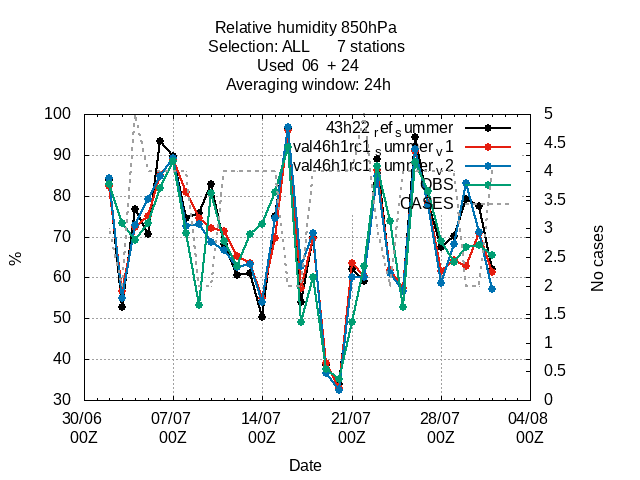 Relative humidity 850hPa
Selection: ALL 7 stations
Used 06 + 24
Averaging window: 24h
43h22_ref_summer
val46h1rc1_summer_v1
val46h1rc1_summer_v2
OBS
CASES
100
90
80
70
60
50
40
30
%
5
4.5
4
3.5
3
2.5
2
1.5
1
0.5
0
No cases
30/06 07/07 14/07 21/07 28/07 04/08
00Z 00Z 00Z 00Z 00Z 00Z
Date